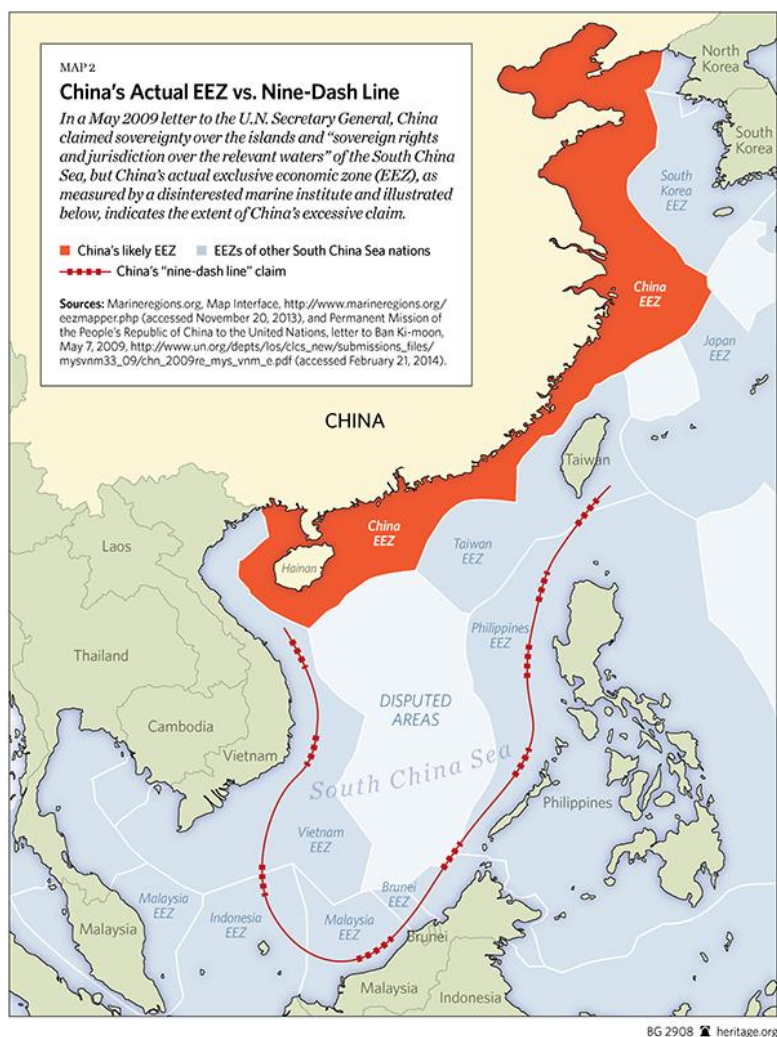 MAP 2
China's Actual EEZ vs. Nine-Dash Line
In a May 2009 letter to the U.N. Secretary General, China
claimed sovereignty over the islands and “sovereign rights
and jurisdiction over the relevant waters” of the South China
Sea, but China's actual exclusive economic zone (EEZ), as
measured by a disinterested marine institute and illustrated
below, indicates the extent of China's excessive claim.
China's likely EEZ
EEZs of other South China Sea nations
China's “nine-dash line” claim
Sources: Marineregions.org, Map Interface, http://www.marineregions.org/
eezmapper.php (accessed November 20, 2013), and Permanent Mission
of the People's Republic of China to the United Nations, letter to Ban Ki-moon,
May 7, 2009, http://www.un.org/depts/los/clcs_new/submissions_files/
mysvnm33_09/chn_2009re_mys_vnm_e.pdf (accessed February 21, 2014).
North
Korea
South
Korea
South
Korea
EEZ
China
EEZ
Japan
EEZ
CHINA
Taiwan
China
EEZ
Taiwan
EEZ
Hainan
Laos
Philippines
EEZ
Thailand
DISPUTED
AREAS
Cambodia
Vietnam
South China Sea
Philippines
Vietnam
EEZ
Malaysia
EEZ
Indonesia
EEZ
Malaysia
EEZ
Brunei
EEZ
Malaysia
Brunei
Malaysia
Indonesia
BG 2908
heritage.org